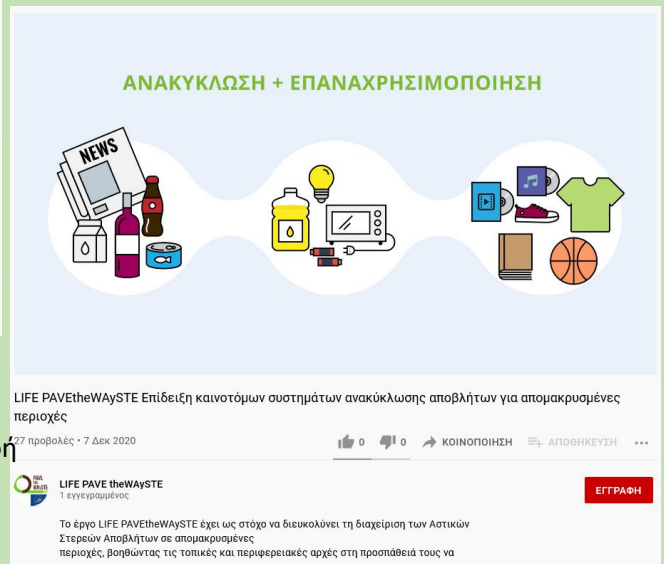 ΑΝΑΚΥΚΛΩΣΗ + ΕΠΑΝΑΧΡΗΣΙΜΟΠΟΙΗΣΗ
NEWS
LIFE PAVEtheWAySTE Επίδειξη καινοτόμων συστημάτων ανακύκλωσης αποβλήτων για απομακρυσμένες
περιοχές
27 προβολές • 7 Δεκ 2020
0 0 ΚΟΙΝΟΠΟΙΗΣΗ ΑΠΟΘΗΚΕΥΣΗ
LIFE PAVE theWAySTE
1 εγγεγραμμένος
ΕΓΓΡΑΦΗ
Το έργο LIFE PAVEtheWAySTE έχει ως στόχο να διευκολύνει τη διαχείριση των Αστικών
Στερεών Αποβλήτων σε απομακρυσμένες
περιοχές, βοηθώντας τις τοπικές και περιφερειακές αρχές στη προσπάθειά τους να